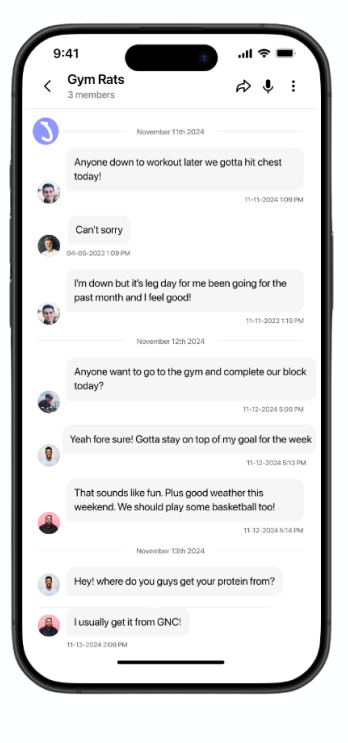 9:41
Gym Rats
3 members
November 11th 2024
Anyone down to workout later we gotta hit chest
today!
11-11-2024 1:09 PM
Can't sorry
04-05-2023 1:09 PM
I'm down but it's leg day for me been going for the
past month and I feel good!
11-11-2023 1:19 PM
November 12th 2024
Anyone want to go to the gym and complete our block
today?
11-12-2024 5:09 PM
Yeah fore sure! Gotta stay on top of my goal for the week
11-12-2024 5:13 PM
That sounds like fun. Plus good weather this
weekend. We should play some basketball too!
11-12-2024 5:14 PM
November 13th 2024
Hey! where do you guys get your protein from?
I usually get it from GNC!
11-13-2024 2:09 PM